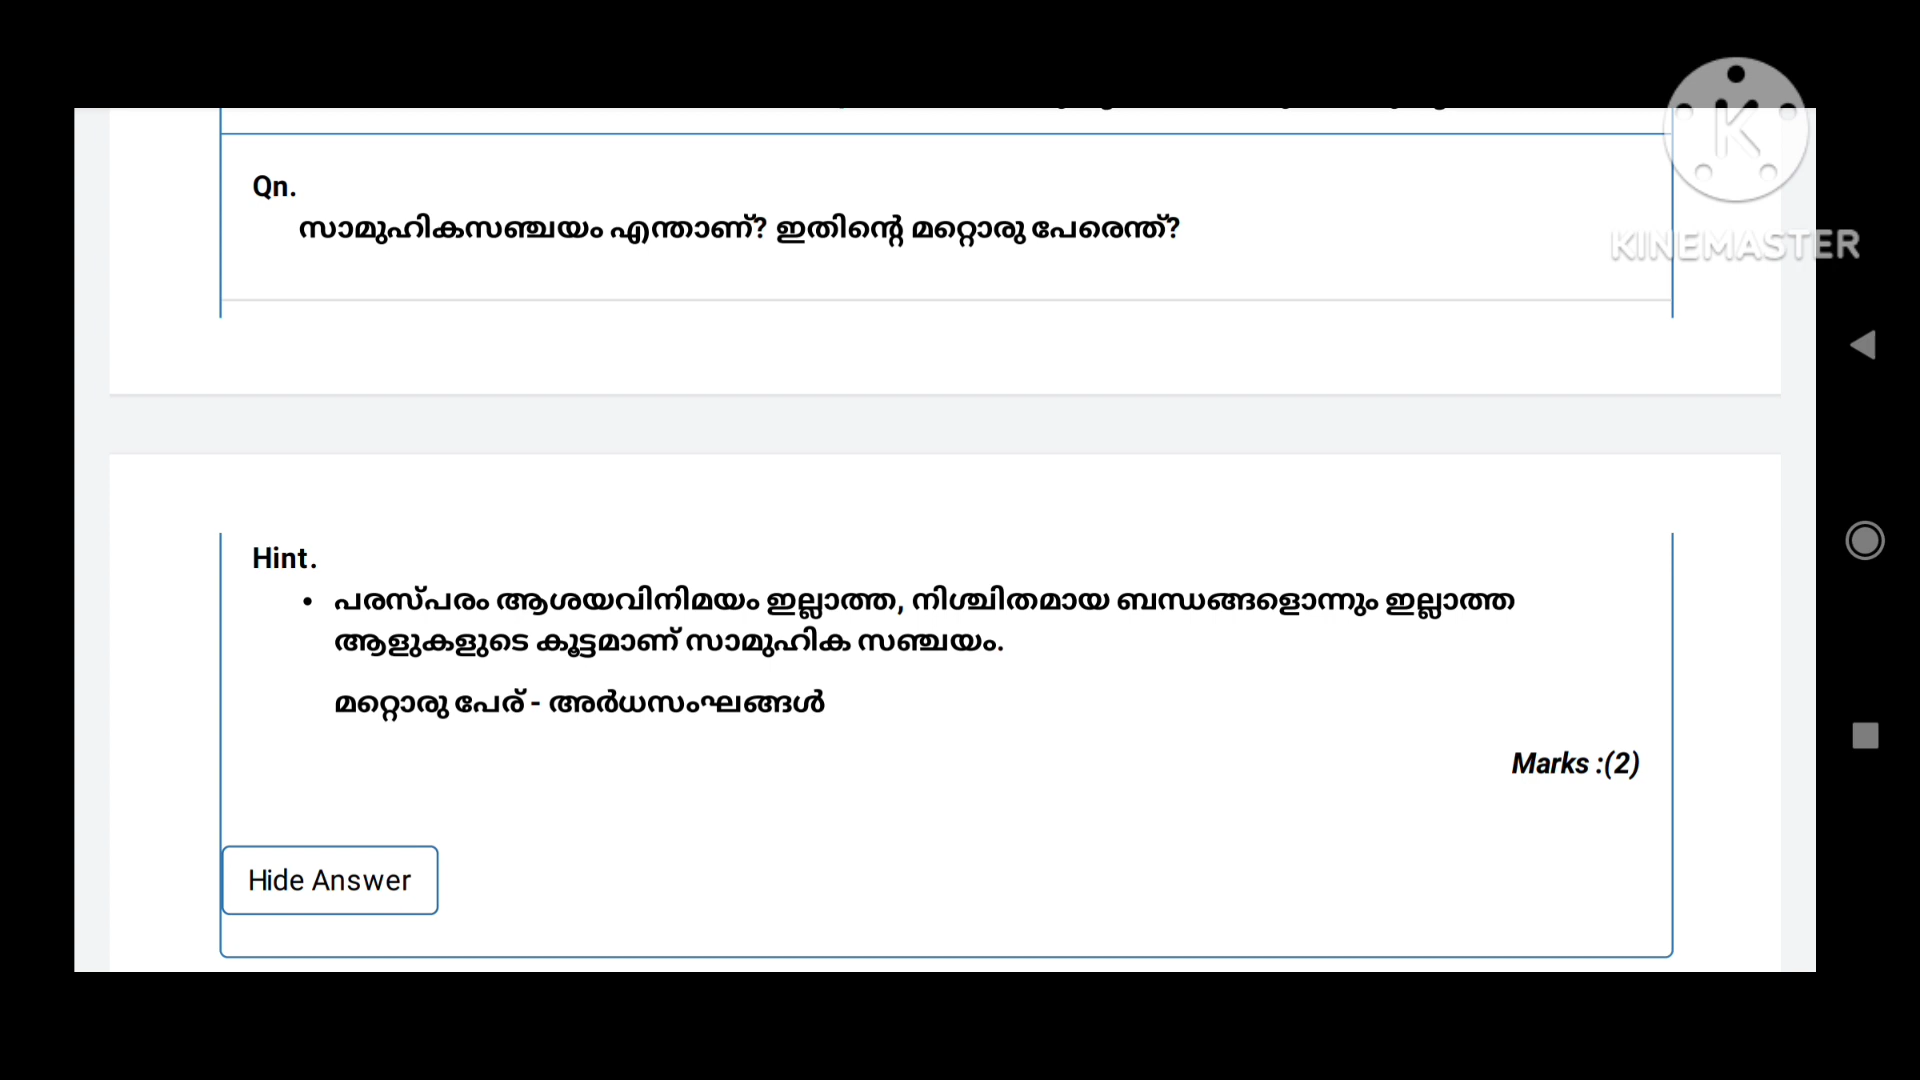 KINEMASTER
Qn.
സാമുഹികസഞ്ചയം എന്താണ്? ഇതിന്റെ മറ്റൊരു പേരെന്ത്?
Hint.
• പരസ്പരം ആശയവിനിമയം ഇല്ലാത്ത, നിശ്ചിതമായ ബന്ധങ്ങളൊന്നും ഇല്ലാത്ത
ആളുകളുടെ കൂട്ടമാണ് സാമുഹിക സഞ്ചയം.
മറ്റൊരു പേര് - അർധസംഘങ്ങൾ
Marks :(2)
Hide Answer